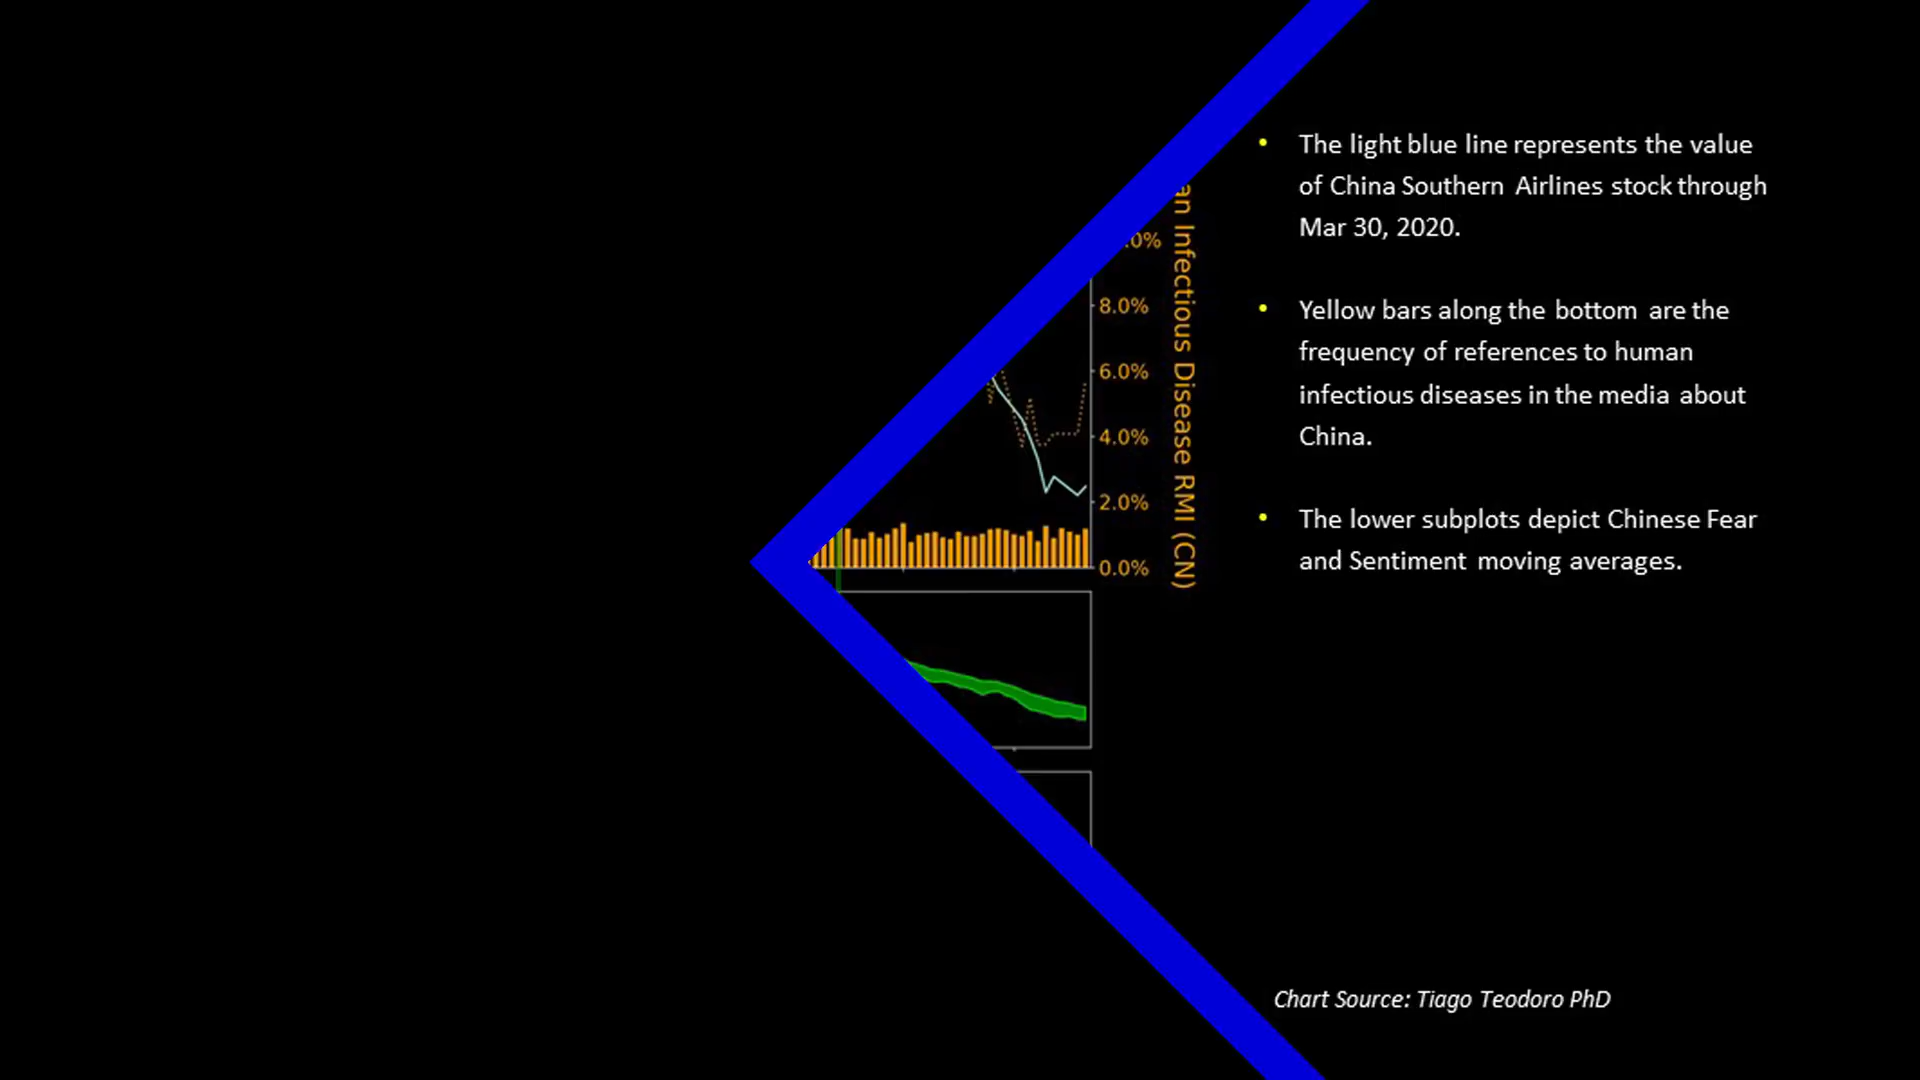 an Infectious Disease RMI (CN)
.0%
8.0%
6.0%
4.0%
2.0%
0.0%
• The light blue line represents the value
of China Southern Airlines stock through
Mar 30, 2020.
• Yellow bars along the bottom are the
frequency of references to human
infectious diseases in the media about
China.
• The lower subplots depict Chinese Fear
and Sentiment moving averages.
Chart Source: Tiago Teodoro PhD